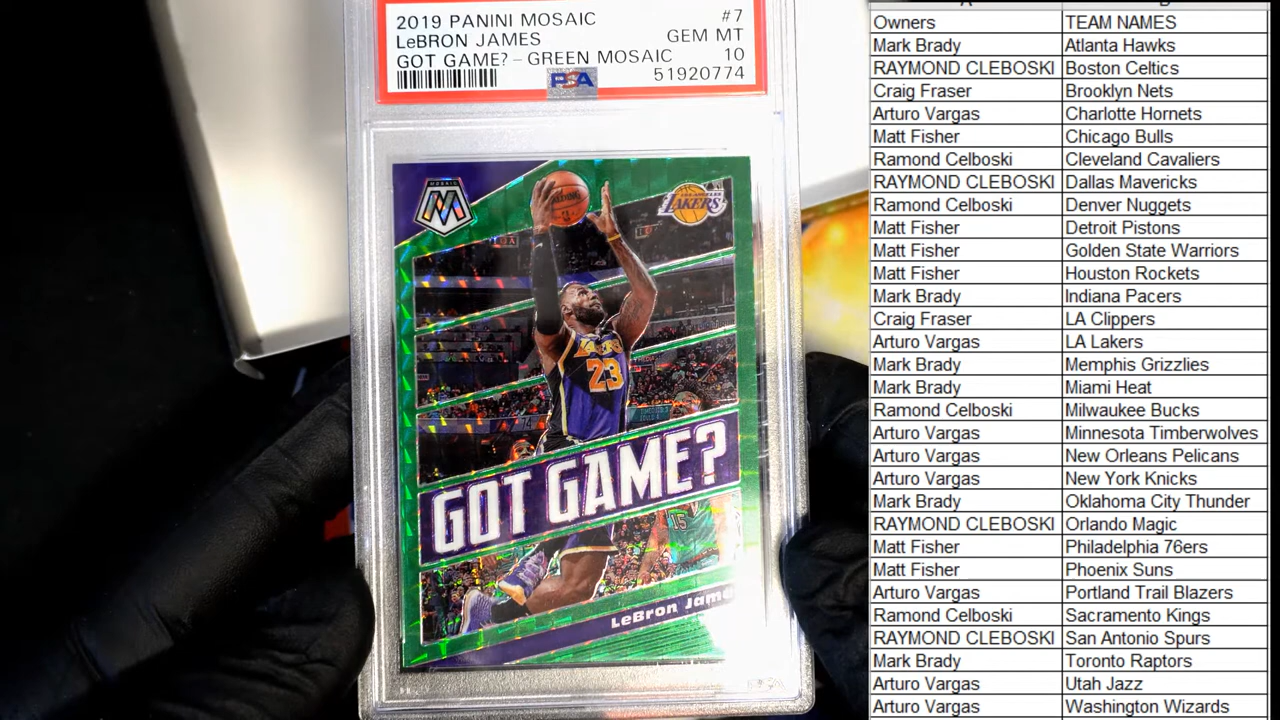 2019 PANINI MOSAIC #7
LeBRON JAMES GEM MT
GOT GAME? – GREEN MOSAIC 10
PSA 51920774
MOSAIC
LOS ANGELES
LAKERS
SPALDING
23
15
GOT GAME?
LeBRON Jame
Owners TEAM NAMES
Mark Brady Atlanta Hawks
RAYMOND CLEBOSKI Boston Celtics
Craig Fraser Brooklyn Nets
Arturo Vargas Charlotte Hornets
Matt Fisher Chicago Bulls
Ramond Celboski Cleveland Cavaliers
RAYMOND CLEBOSKI Dallas Mavericks
Ramond Celboski Denver Nuggets
Matt Fisher Detroit Pistons
Matt Fisher Golden State Warriors
Matt Fisher Houston Rockets
Mark Brady Indiana Pacers
Craig Fraser LA Clippers
Arturo Vargas LA Lakers
Mark Brady Memphis Grizzlies
Mark Brady Miami Heat
Ramond Celboski Milwaukee Bucks
Arturo Vargas Minnesota Timberwolves
Arturo Vargas New Orleans Pelicans
Arturo Vargas New York Knicks
Mark Brady Oklahoma City Thunder
RAYMOND CLEBOSKI Orlando Magic
Matt Fisher Philadelphia 76ers
Matt Fisher Phoenix Suns
Arturo Vargas Portland Trail Blazers
Ramond Celboski Sacramento Kings
RAYMOND CLEBOSKI San Antonio Spurs
Mark Brady Toronto Raptors
Arturo Vargas Utah Jazz
Arturo Vargas Washington Wizards